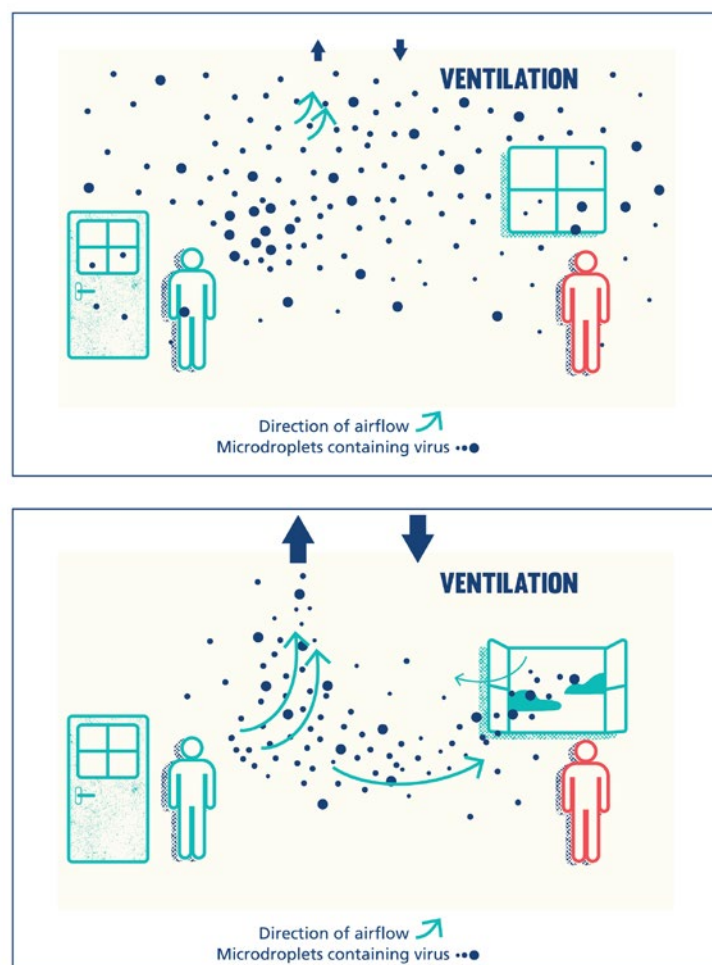 VENTILATION
Direction of airflow
Microdroplets containing virus
VENTILATION
Direction of airflow
Microdroplets containing virus